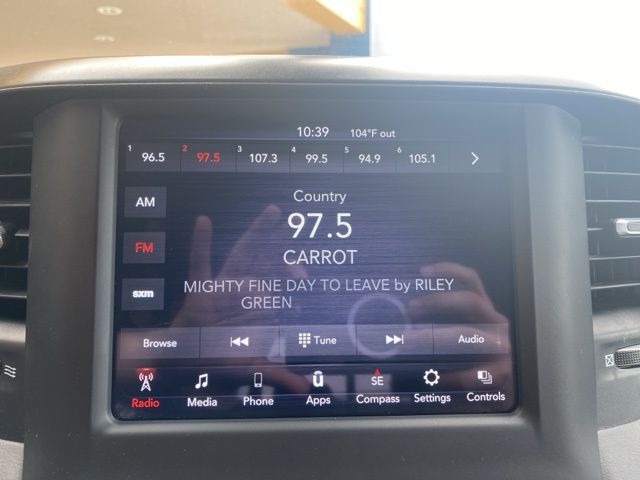 10:39 104°F out
1 96.5 2 97.5 3 107.3 4 99.5 5 94.9 6 105.1
AM
FM
sxm
Country
97.5
CARROT
MIGHTY FINE DAY TO LEAVE by RILEY
GREEN
Browse Tune Audio
SE
Radio Media Phone Apps Compass Settings Controls